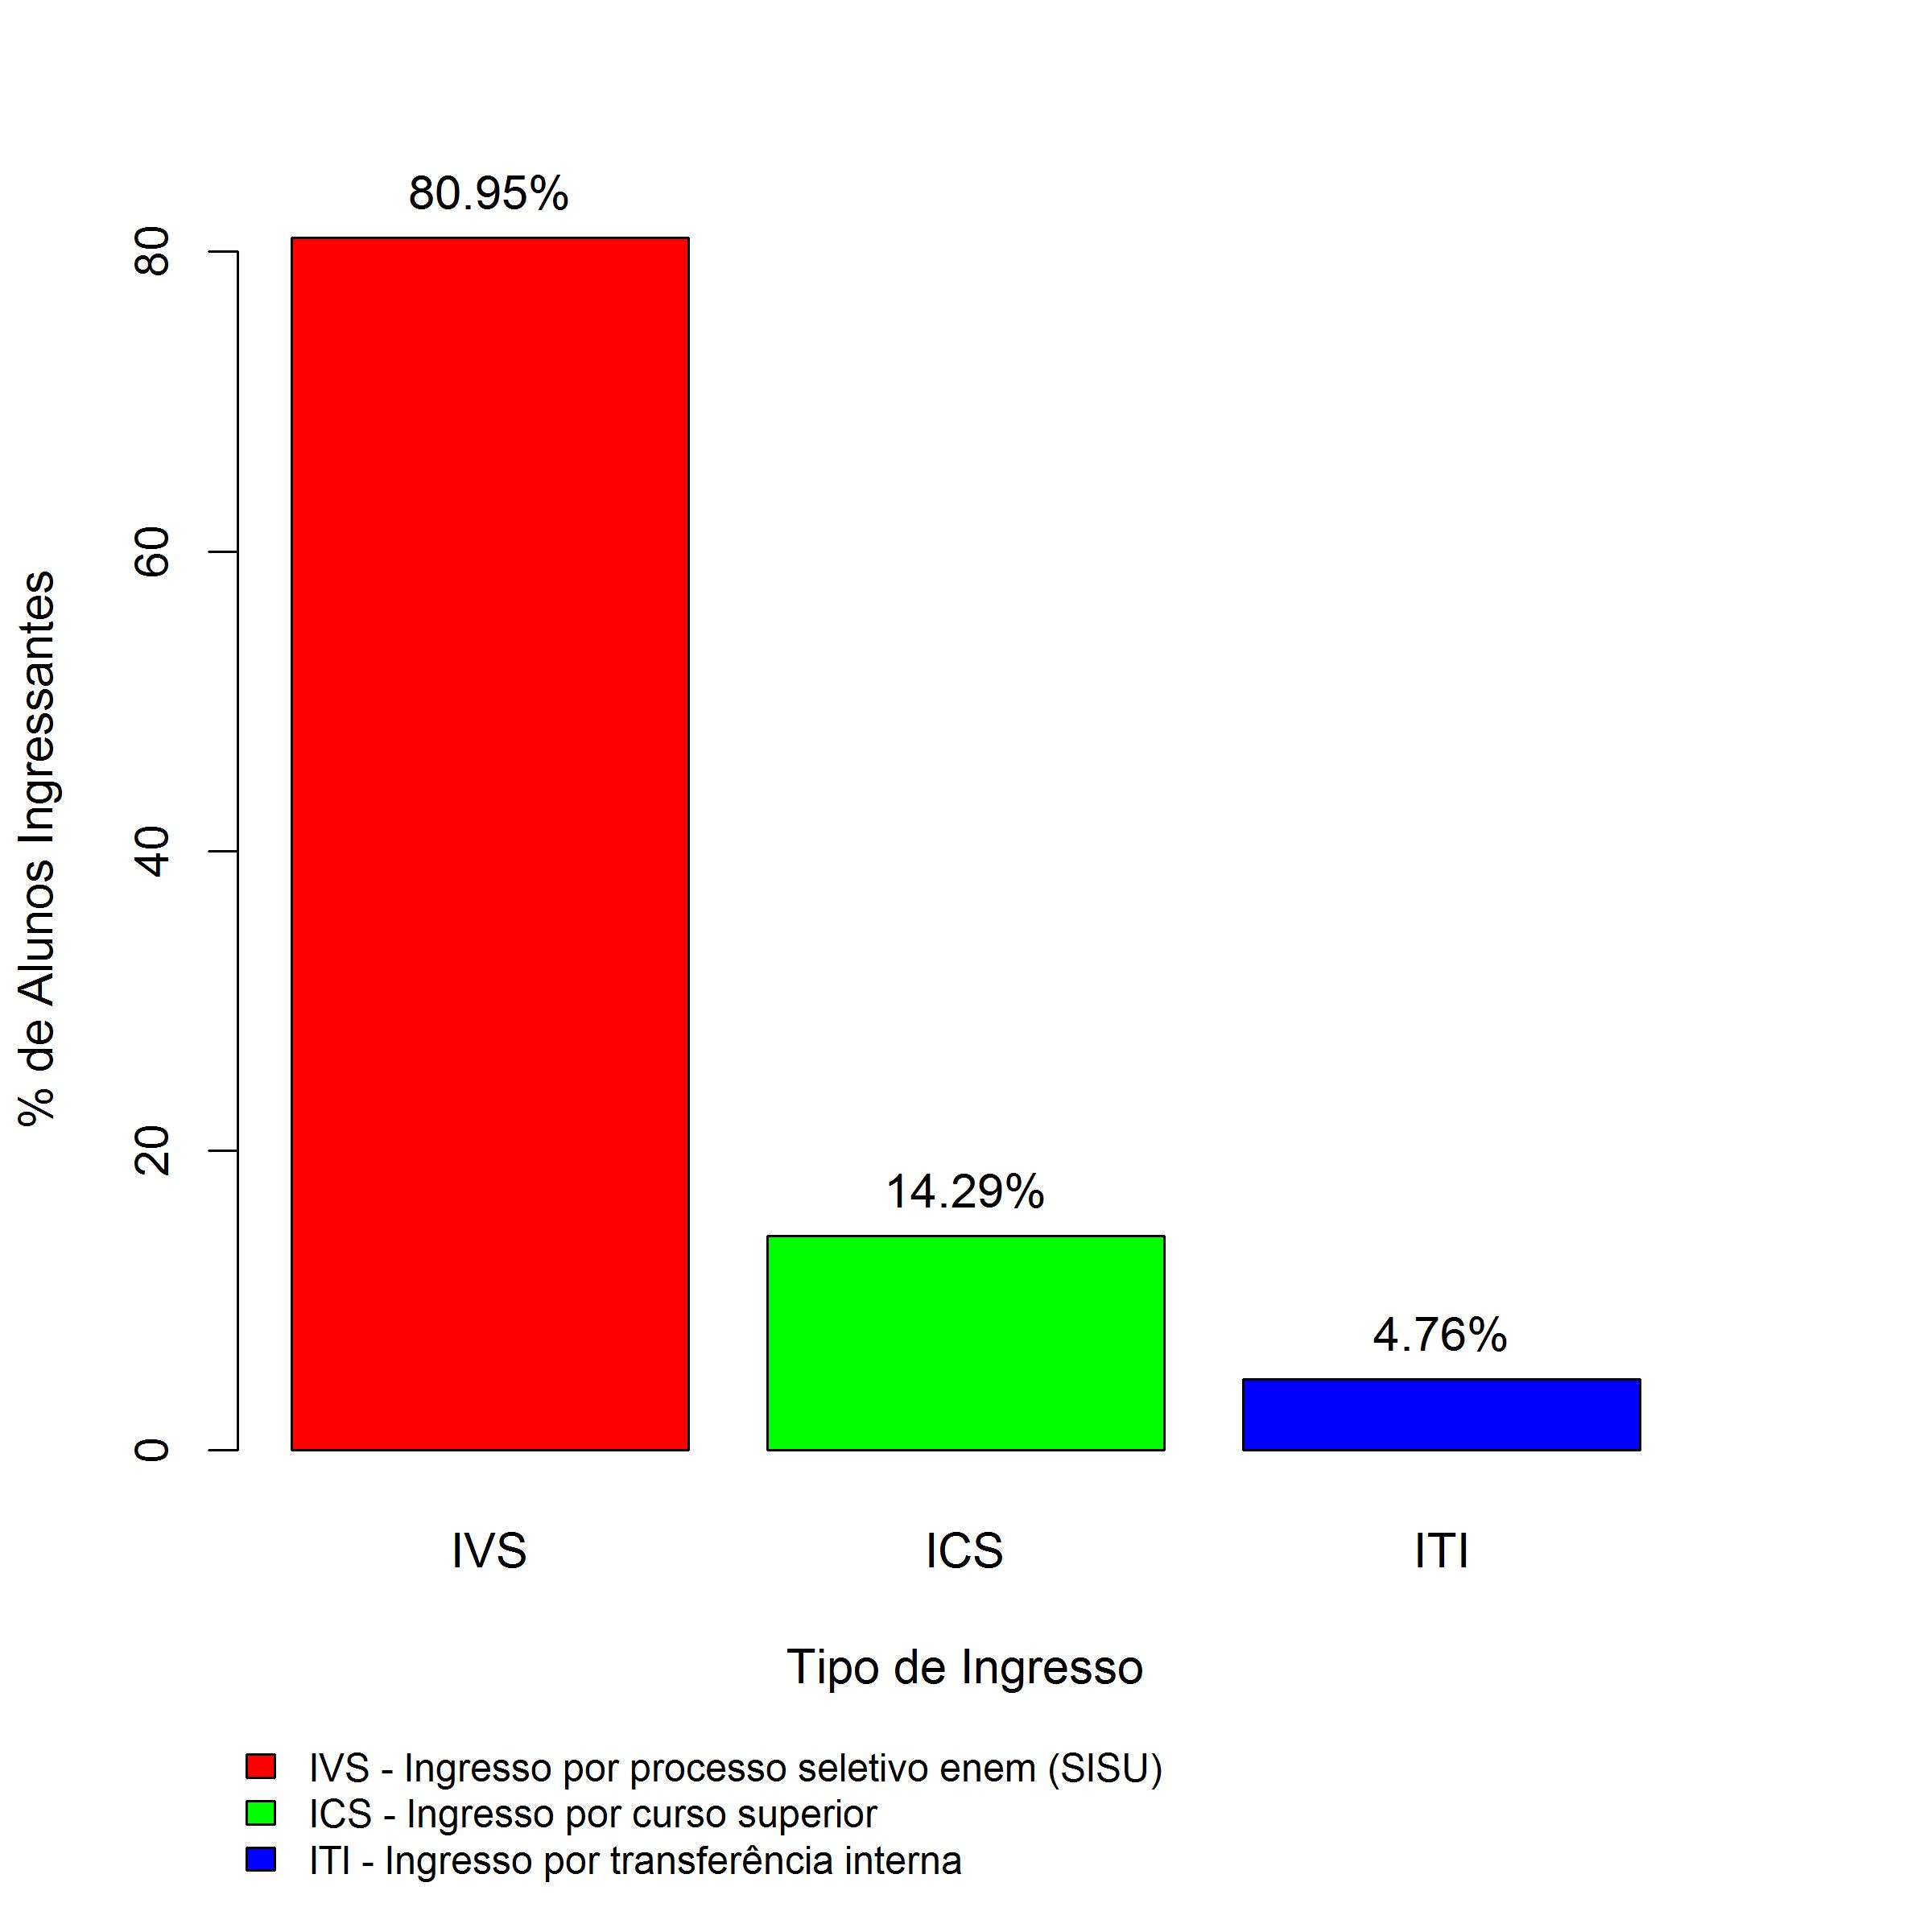 80.95%
14.29%
4.76%
80
60
40
20
0
% de Alunos Ingressantes
IVS
ICS
ITI
Tipo de Ingresso
IVS - Ingresso por processo seletivo enem (SISU)
ICS - Ingresso por curso superior
ITI - Ingresso por transferência interna